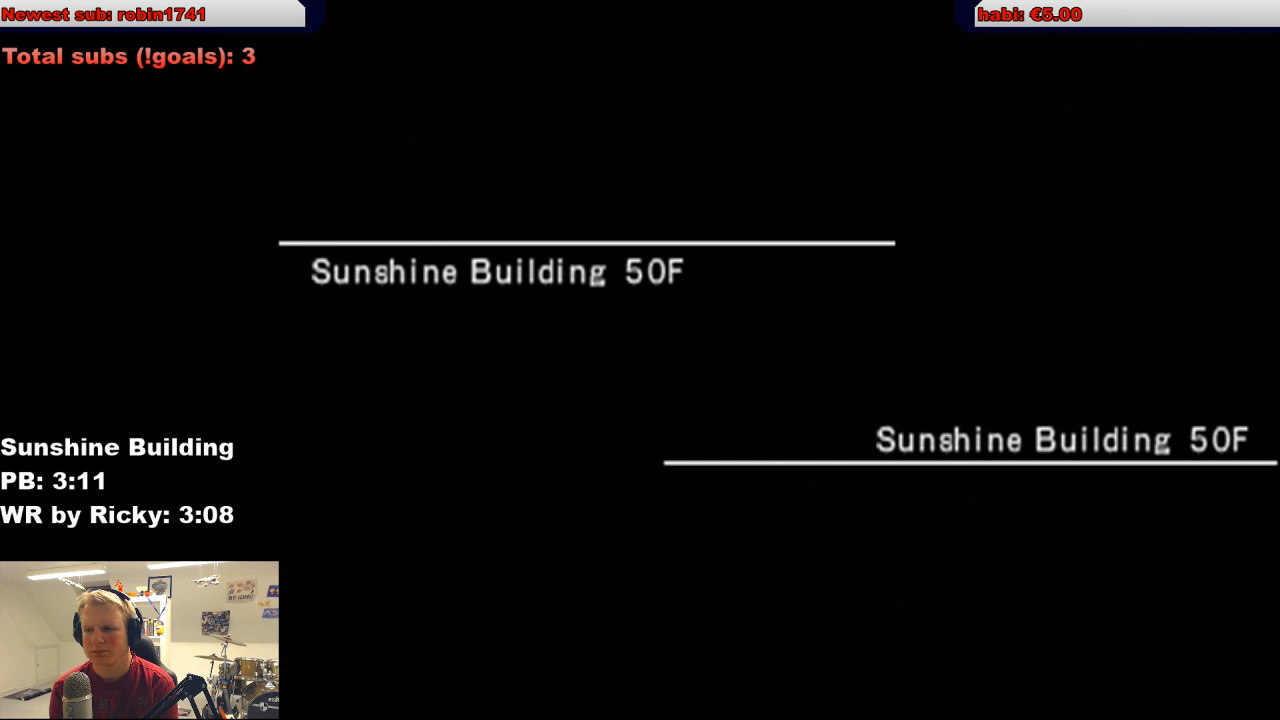 Newest sub: robin1741
habi: €5.00
Total subs (!goals): 3
Sunshine Building 50F
Sunshine Building 50F
Sunshine Building
PB: 3:11
WR by Ricky: 3:08